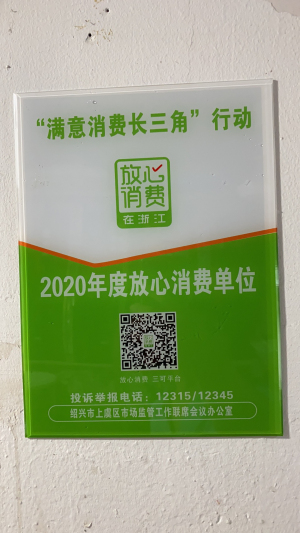 “满意消费长三角”行动
放心
消费
在浙江
2020年度放心消费单位
放心消费 三可平台
投诉举报电话：12315/12345
绍兴市上虞区市场监管工作联席会议办公室